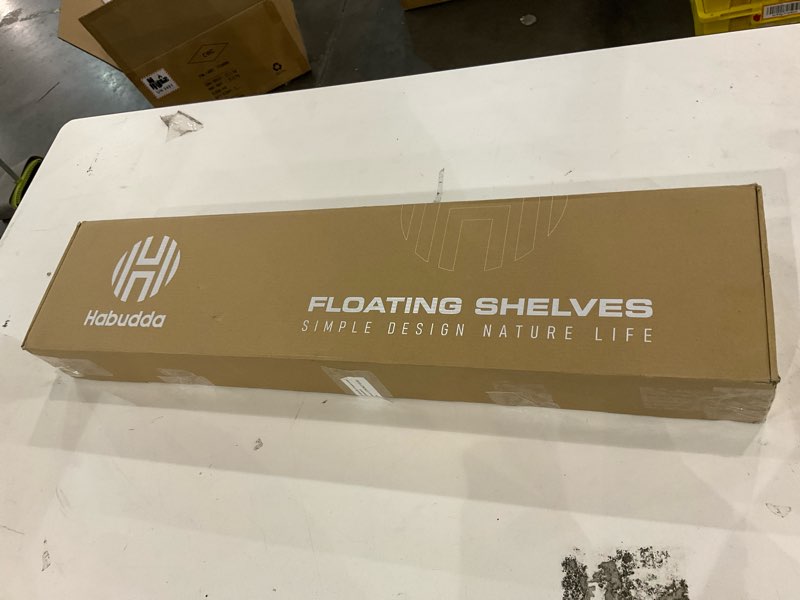 Habudda
FLOATING SHELVES
SIMPLE DESIGN NATURE LIFE